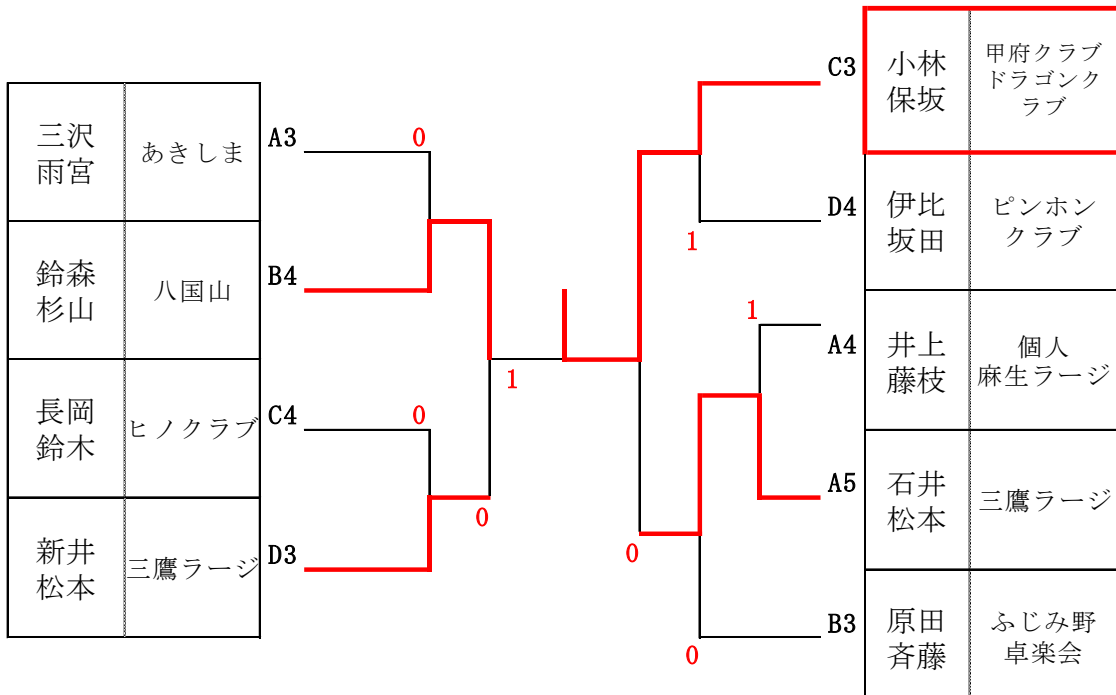 三沢
雨宮
あきしま
A3
0
鈴森
杉山
八国山
B4
長岡
鈴木
ヒノクラブ
C4
0
新井
松本
三鷹ラージ
D3
0
1
C3
小林
保坂
甲府クラブ
ドラゴンク
ラブ
D4
1
伊比
坂田
ピンホン
クラブ
1
A4
井上
藤枝
個人
麻生ラージ
A5
石井
松本
三鷹ラージ
0
B3
0
原田
斉藤
ふじみ野
卓楽会